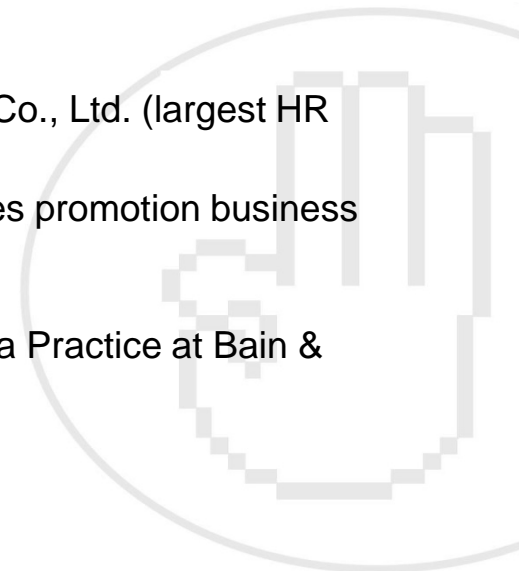 Co., Ltd. (largest HR
es promotion business
a Practice at Bain &